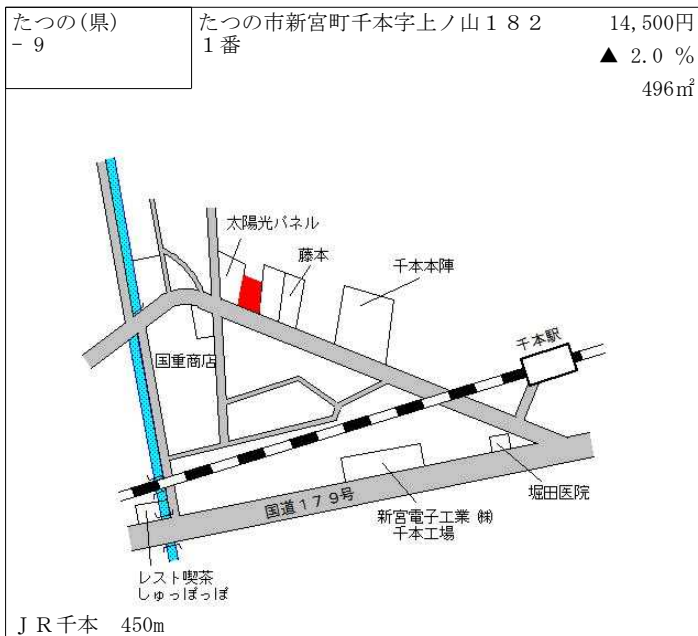 たつの(県)
- 9
たつの市新宮町千本字上ノ山１８２
１番
14,500円
▲ 2.0 %
496㎡
太陽光パネル
藤本
千本本陣
千本駅
国重商店
国道１７９号
堀田医院
新宮電子工業 ㈱
千本工場
レスト喫茶
しゅっぽっぽ
ＪＲ千本　450m